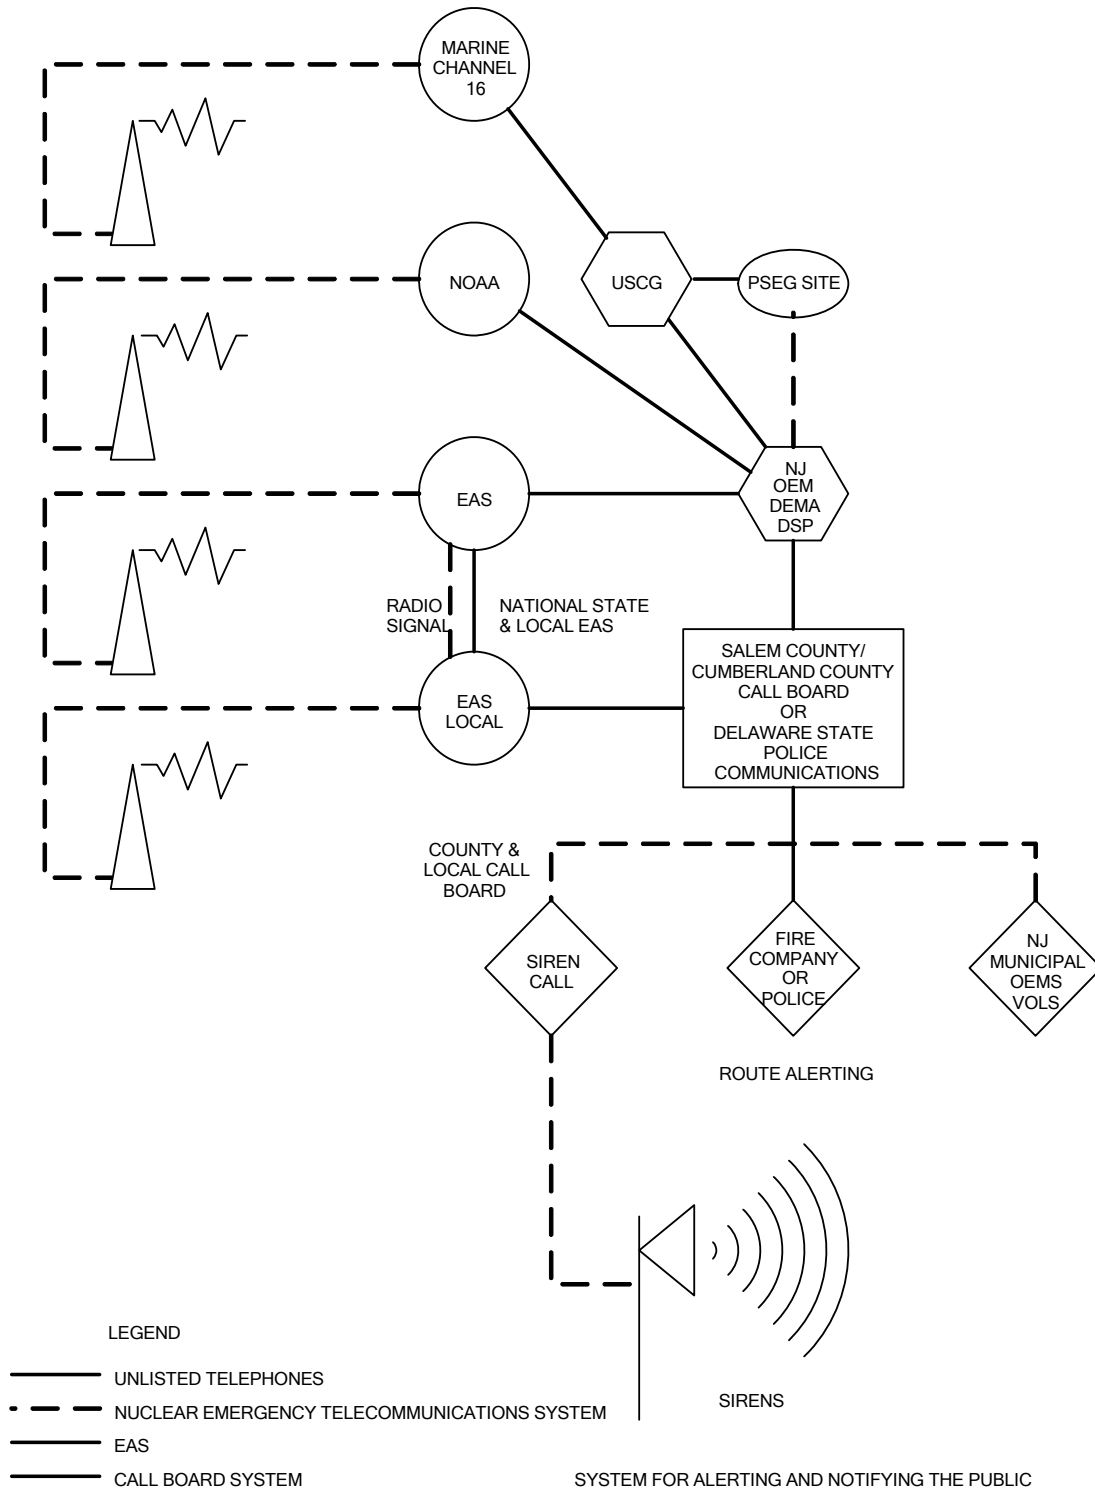 MARINE
CHANNEL
16
NOAA
USCG
PSEG SITE
EAS
NJ
OEM
DEMA
DSP
RADIO
SIGNAL
NATIONAL STATE
& LOCAL EAS
EAS
LOCAL
SALEM COUNTY/
CUMBERLAND COUNTY
CALL BOARD
OR
DELAWARE STATE
POLICE
COMMUNICATIONS
COUNTY &
LOCAL CALL
BOARD
SIREN
CALL
FIRE
COMPANY
OR
POLICE
NJ
MUNICIPAL
OEMS
VOLS
ROUTE ALERTING
SIRENS
LEGEND
UNLISTED TELEPHONES
NUCLEAR EMERGENCY TELECOMMUNICATIONS SYSTEM
EAS
CALL BOARD SYSTEM
SYSTEM FOR ALERTING AND NOTIFYING THE PUBLIC